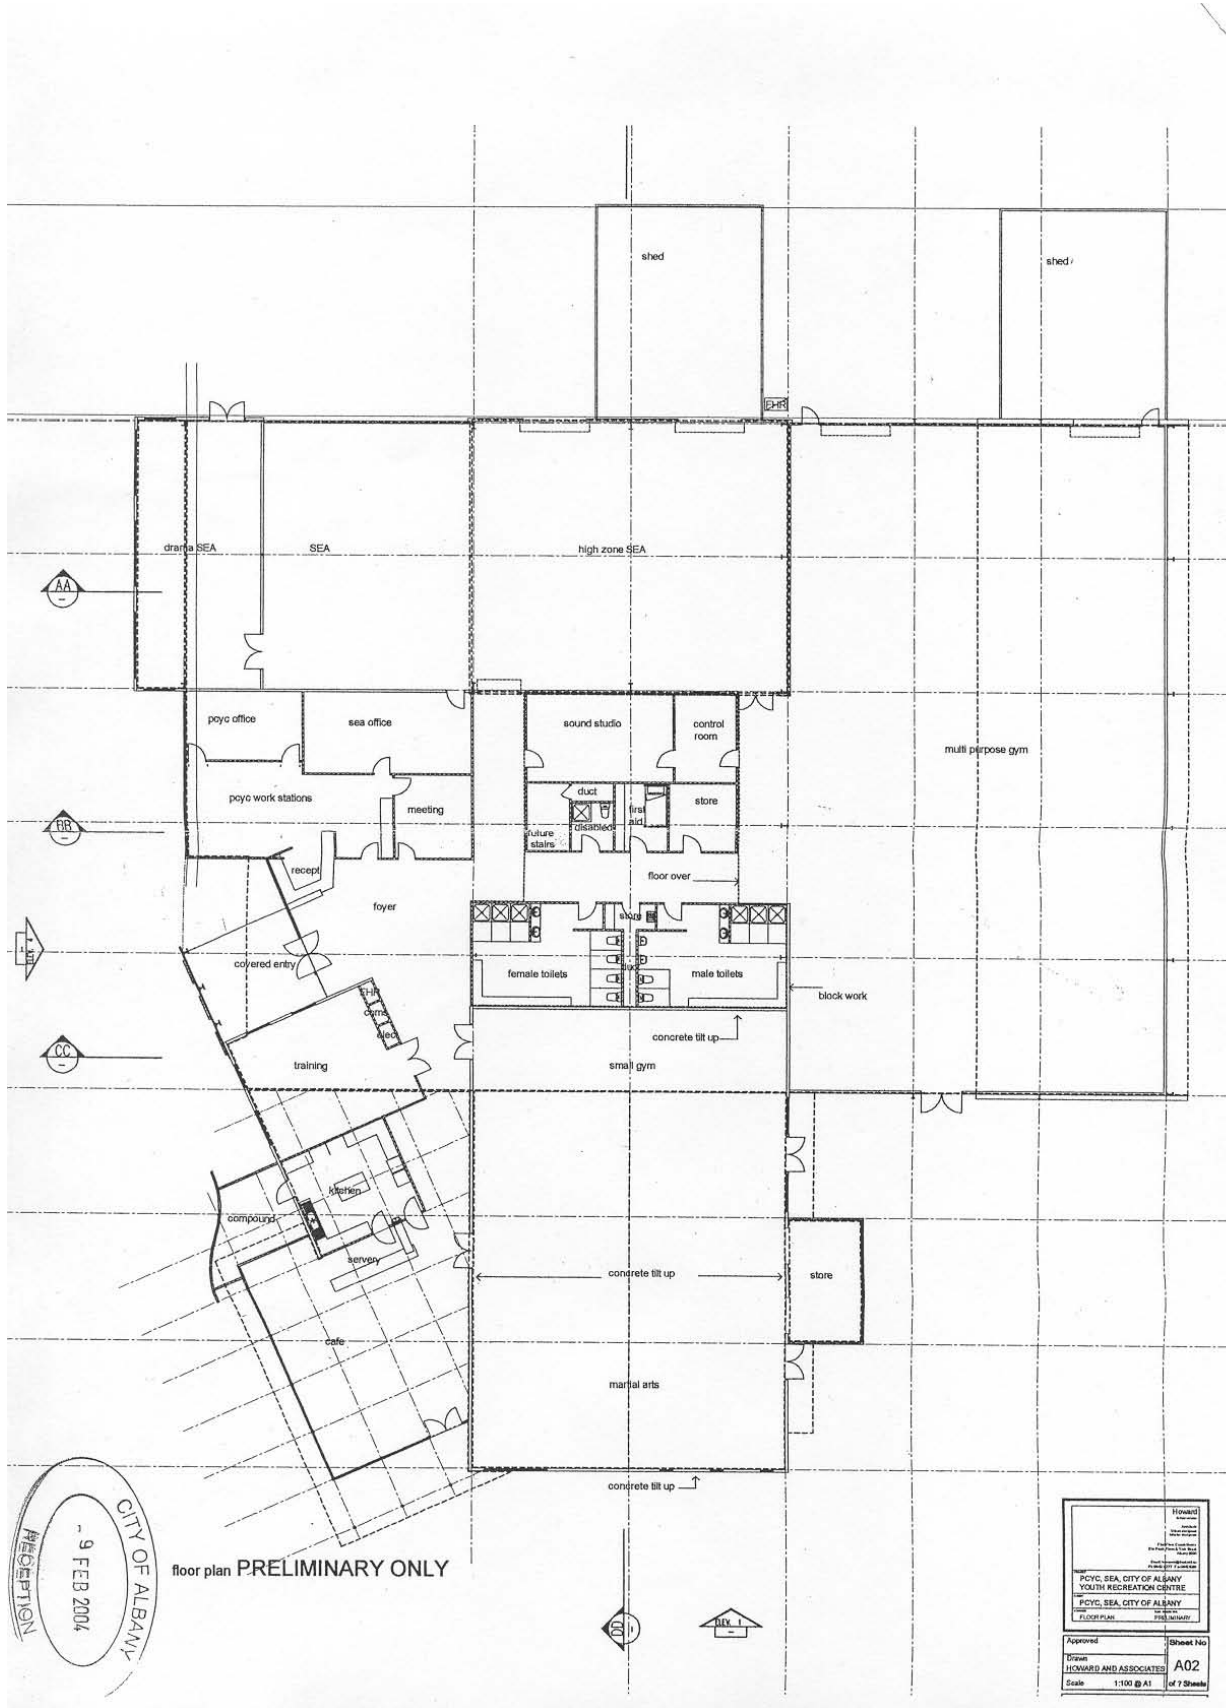 shed
shed
FHR
drama SEA
SEA
high zone SEA
AA
pcyc office
sea office
sound studio
control
room
multi purpose gym
pcyc work stations
meeting
duct
first
aid
store
disabled
future
stairs
BB
recept
floor over
foyer
store
covered entry
female toilets
duct
male toilets
FHR
coms
elec
block work
concrete tilt up
CC
training
small gym
kitchen
compound
servery
concrete tilt up
store
cafe
martial arts
concrete tilt up
CITY OF ALBANY
- 9 FEB 2004
RECEPTION
floor plan PRELIMINARY ONLY
DD
ELEV. 1
Howard
PCYC, SEA, CITY OF ALBANY
YOUTH RECREATION CENTRE
PCYC, SEA, CITY OF ALBANY
FLOOR PLAN
PRELIMINARY
Approved
Sheet No
Drawn
HOWARD AND ASSOCIATES
A02
Scale 1:100 @ A1
of 7 Sheets